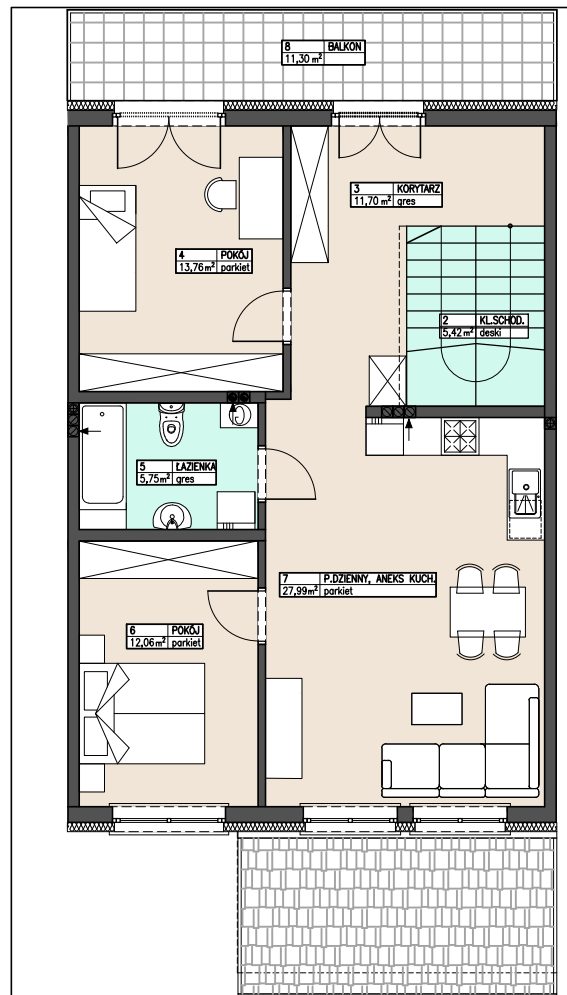 8 BALKON
11,30 m²
3 KORYTARZ
11,70 m² gres
4 POKÓJ
13,76 m² parkiet
2 KL.SCHOD.
5,42 m² deski
5 ŁAZIENKA
5,75 m² gres
7 P.DZIENNY, ANEKS KUCH.
27,99 m² parkiet
6 POKÓJ
12,06 m² parkiet